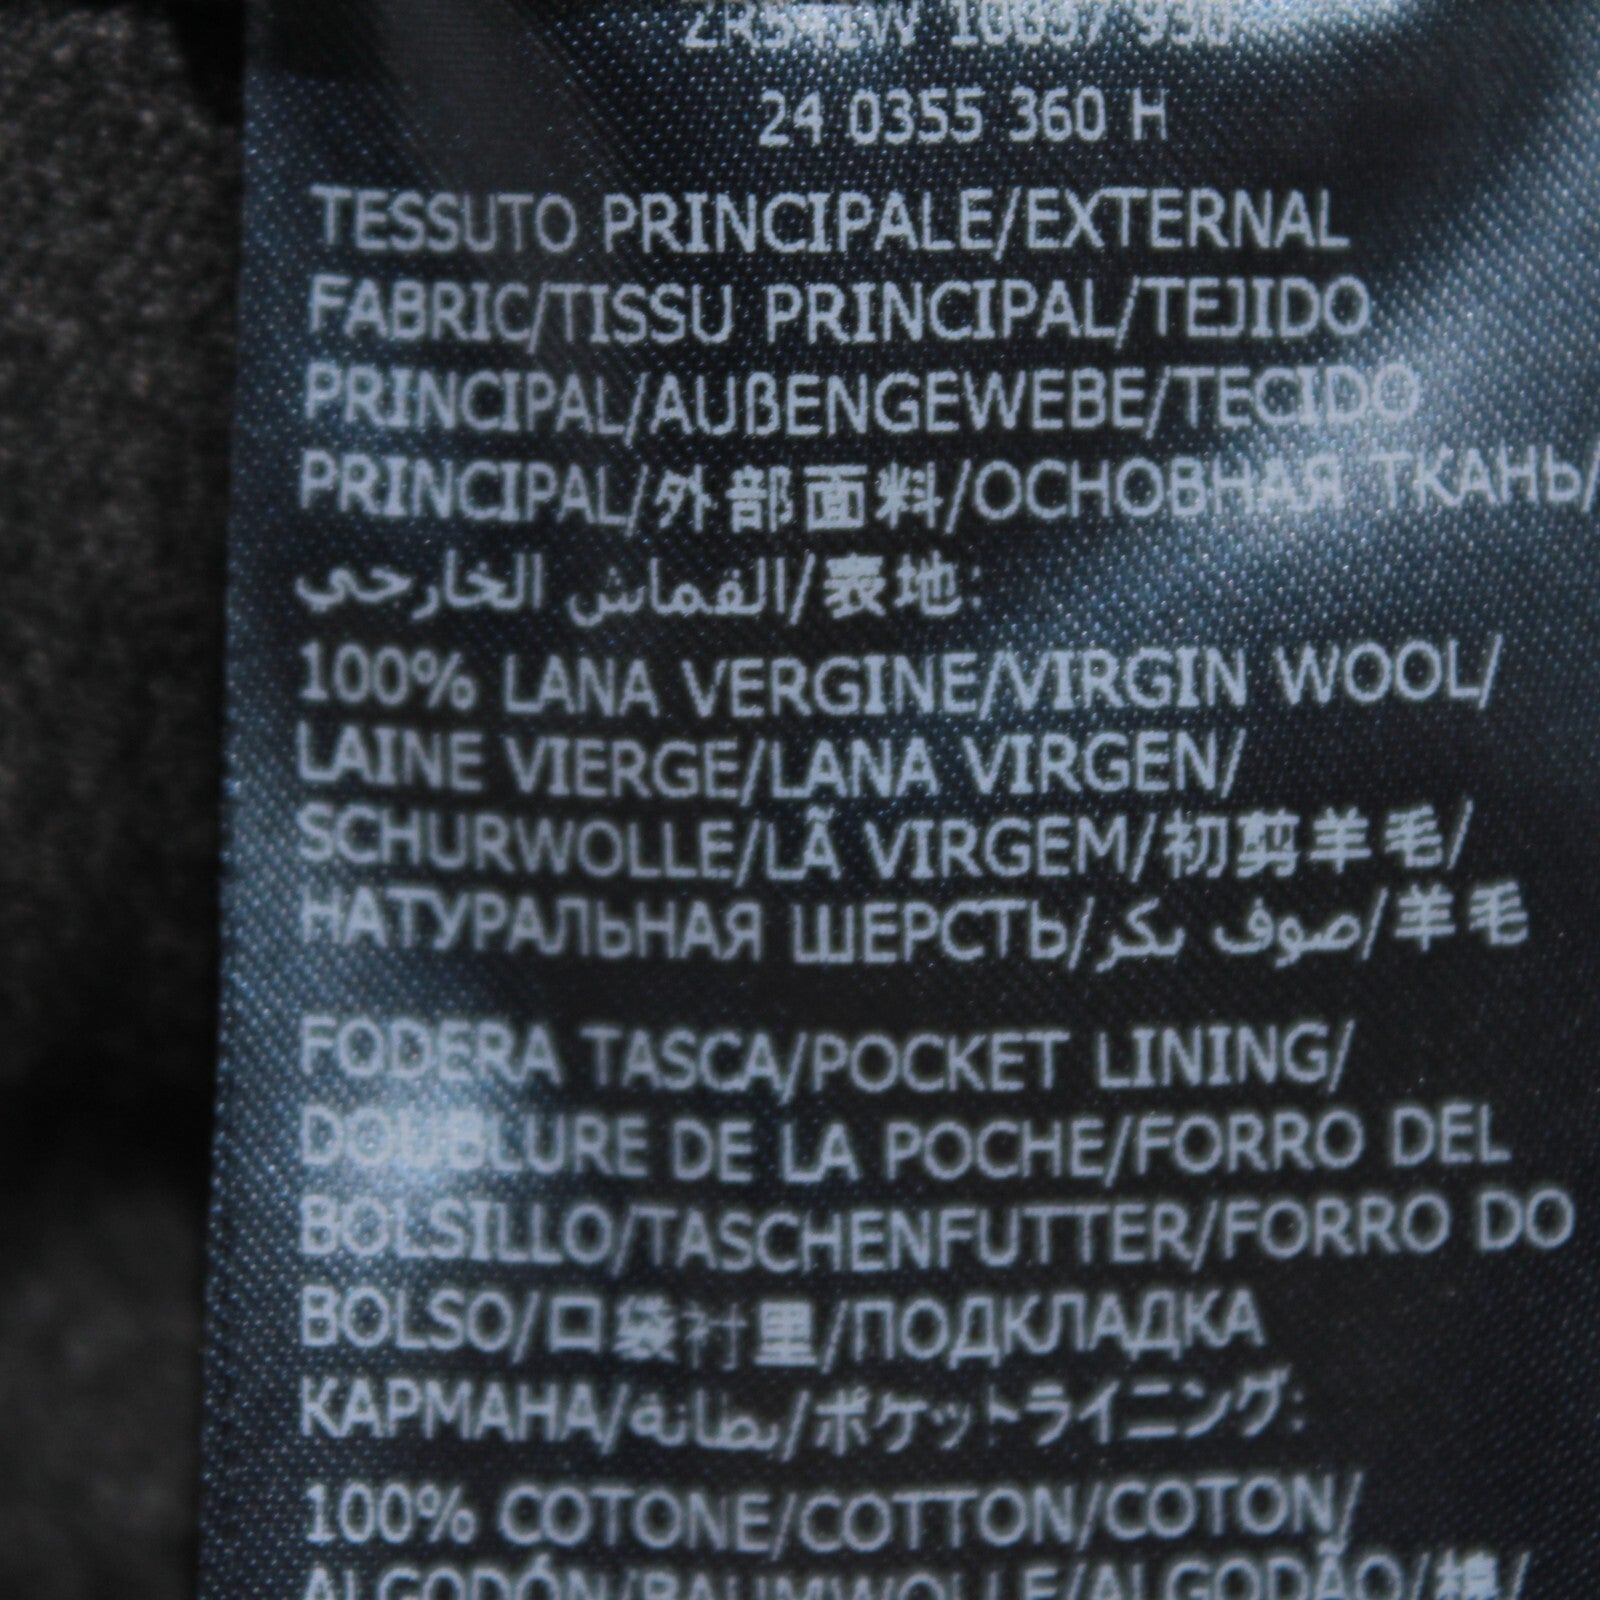 24 0355 360 H
TESSUTO PRINCIPALE/EXTERNAL
FABRIC/TISSU PRINCIPAL/TEJIDO
PRINCIPAL/AUßENGEWEBE/TECIDO
PRINCIPAL/外部面料/ОСНОВНАЯ ТКАНЬ/
القماش الخارجي/表地:
100% LANA VERGINE/VIRGIN WOOL/
LAINE VIERGE/LANA VIRGEN/
SCHURWOLLE/LÃ VIRGEM/初剪羊毛/
НАТУРАЛЬНАЯ ШЕРСТЬ/صوف بكر/羊毛
FODERA TASCA/POCKET LINING/
DOUBLURE DE LA POCHE/FORRO DEL
BOLSILLO/TASCHENFUTTER/FORRO DO
BOLSO/口袋衬里/ПОДКЛАДКА
КАРМАНА/بطانة/ポケットライニング:
100% COTONE/COTTON/COTON/
ALGODÓN/BAUMWOLLE/ALGODÃO/棉/